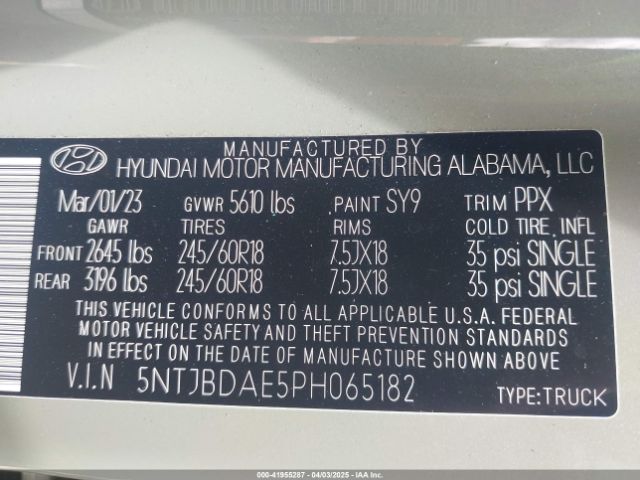 MANUFACTURED BY
HYUNDAI MOTOR MANUFACTURING ALABAMA, LLC
Mar/01/23 GVWR 5610 lbs PAINT SY9 TRIM PPX
GAWR TIRES RIMS COLD TIRE, INFL
FRONT 2645 lbs 245/60R18 7.5JX18 35 psi SINGLE
REAR 3196 lbs 245/60R18 7.5JX18 35 psi SINGLE
THIS VEHICLE CONFORMS TO ALL APPLICABLE U.S.A. FEDERAL
MOTOR VEHICLE SAFETY AND THEFT PREVENTION STANDARDS
IN EFFECT ON THE DATE OF MANUFACTURE SHOWN ABOVE
V.I.N 5NTJBDAE5PH065182 TYPE:TRUCK
000-41955287 - 04/03/2025 -